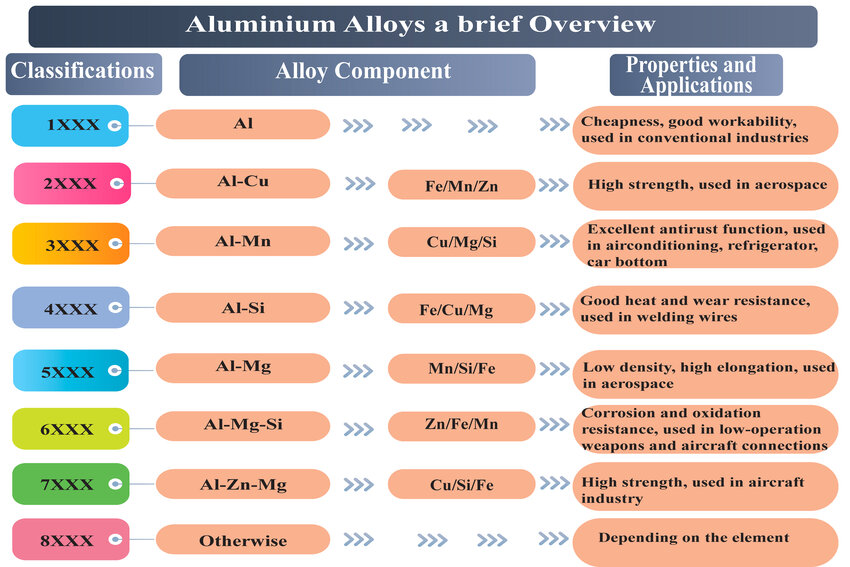 Aluminium Alloys a brief Overview
Classifications
Alloy Component
Properties and
Applications
1XXX
Al
Cheapness, good workability,
used in conventional industries
2XXX
Al-Cu
Fe/Mn/Zn
High strength, used in aerospace
3XXX
Al-Mn
Cu/Mg/Si
Excellent antirust function, used
in airconditioning, refrigerator,
car bottom
4XXX
Al-Si
Fe/Cu/Mg
Good heat and wear resistance,
used in welding wires
5XXX
Al-Mg
Mn/Si/Fe
Low density, high elongation, used
in aerospace
6XXX
Al-Mg-Si
Zn/Fe/Mn
Corrosion and oxidation
resistance, used in low-operation
weapons and aircraft connections
7XXX
Al-Zn-Mg
Cu/Si/Fe
High strength, used in aircraft
industry
8XXX
Otherwise
Depending on the element